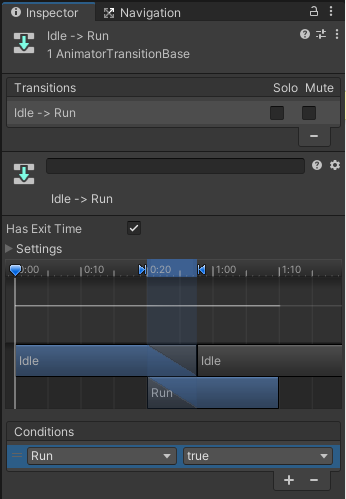 Inspector Navigation
Idle -> Run
1 AnimatorTransitionBase
Transitions Solo Mute
Idle -> Run
Idle -> Run
Has Exit Time
Settings
0:00 0:10 0:20 1:00 1:10
Idle Idle
Run
Conditions
Run true